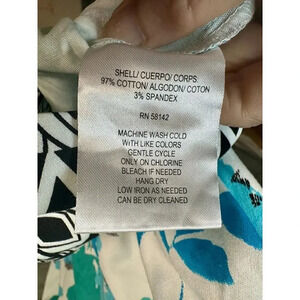 SHELL/ CUERPO/ CORPS
97% COTTON/ ALGODON/ COTON
3% SPANDEX
RN 58142
MACHINE WASH COLD
WITH LIKE COLORS
GENTLE CYCLE
ONLY ON CHLORINE
BLEACH IF NEEDED
HANG DRY
LOW IRON AS NEEDED
CAN BE DRY CLEANED